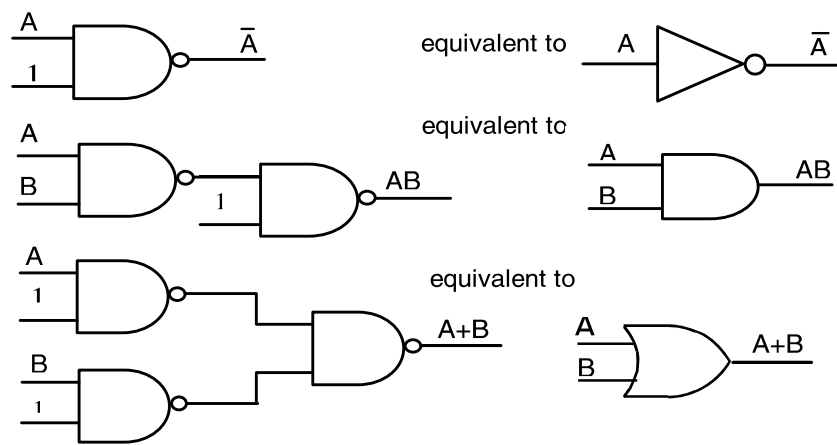 A
1
A̅
equivalent to
A
A̅
A
B
1
AB
equivalent to
A
B
AB
A
1
B
1
A+B
equivalent to
A
B
A+B